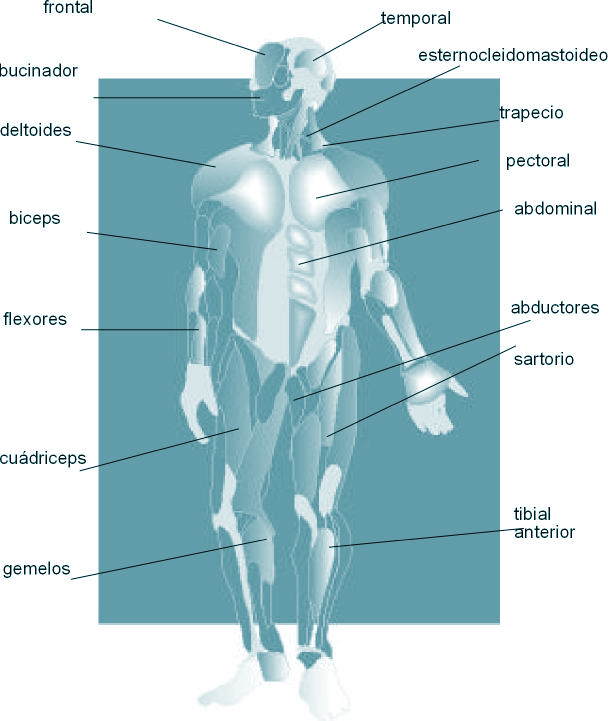 frontal
temporal
esternocleidomastoideo
bucinador
trapecio
deltoides
pectoral
abdominal
biceps
abductores
flexores
sartorio
cuádriceps
tibial
anterior
gemelos